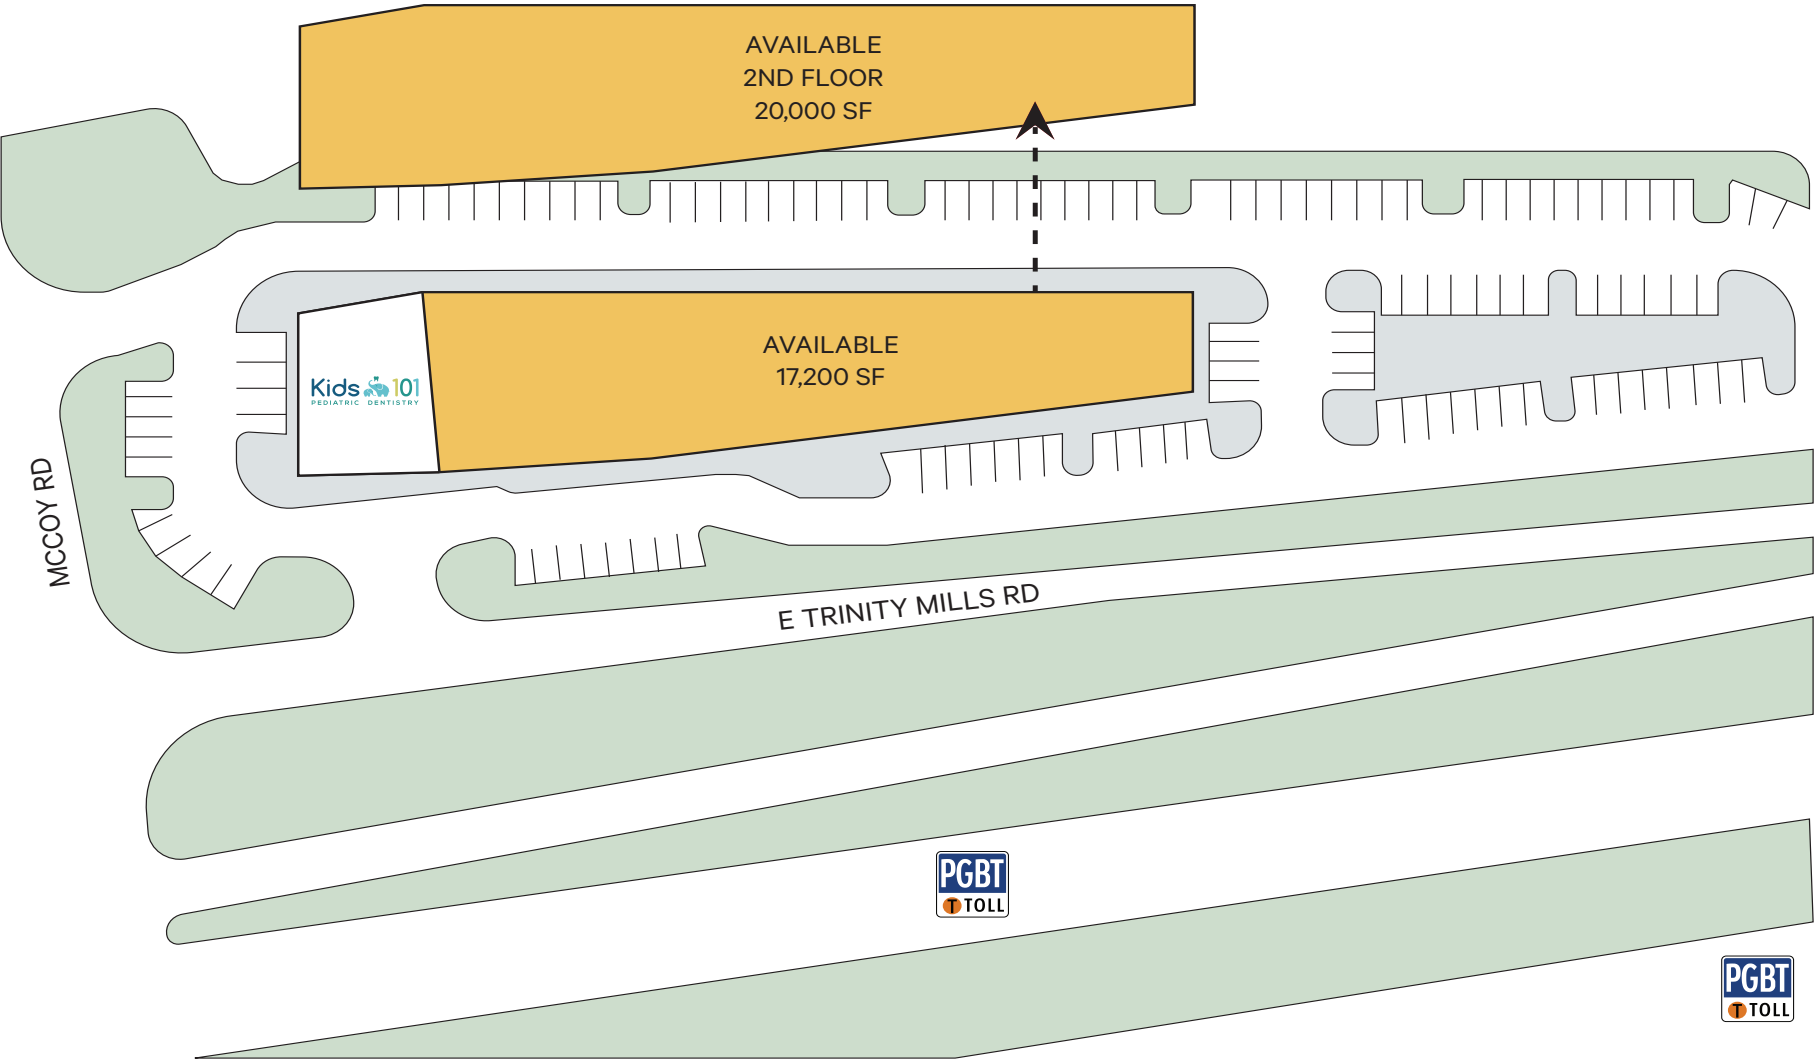 AVAILABLE
2ND FLOOR
20,000 SF
AVAILABLE
17,200 SF
Kids 101
PEDIATRIC DENTISTRY
MCCOY RD
E TRINITY MILLS RD
PGBT
T TOLL
PGBT
T TOLL